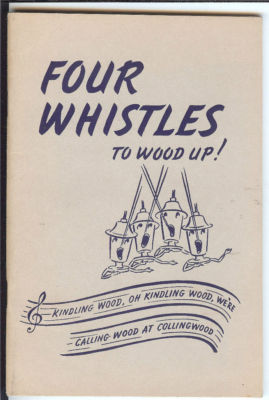 FOUR
WHISTLES
TO WOOD UP!
KINDLING WOOD, OH KINDLING WOOD, WE'RE
CALLING WOOD AT COLLINGWOOD